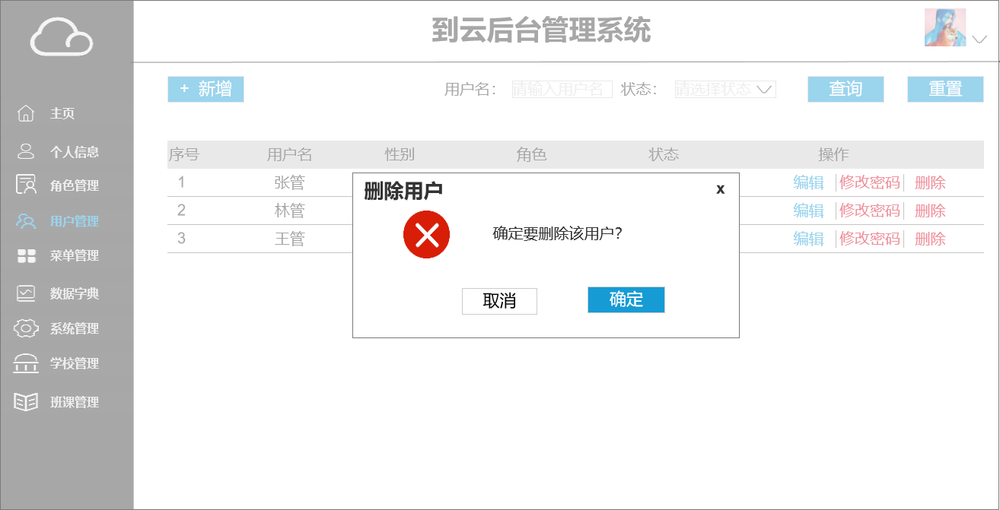 到云后台管理系统
主页
个人信息
角色管理
用户管理
菜单管理
数据字典
系统管理
学校管理
班课管理
+ 新增 用户名： 请输入用户名 状态： 请选择状态 查询 重置
序号 用户名 性别 角色 状态 操作
1 张管 编辑 修改密码 删除
2 林管 编辑 修改密码 删除
3 王管 编辑 修改密码 删除
删除用户 x
确定要删除该用户?
取消 确定